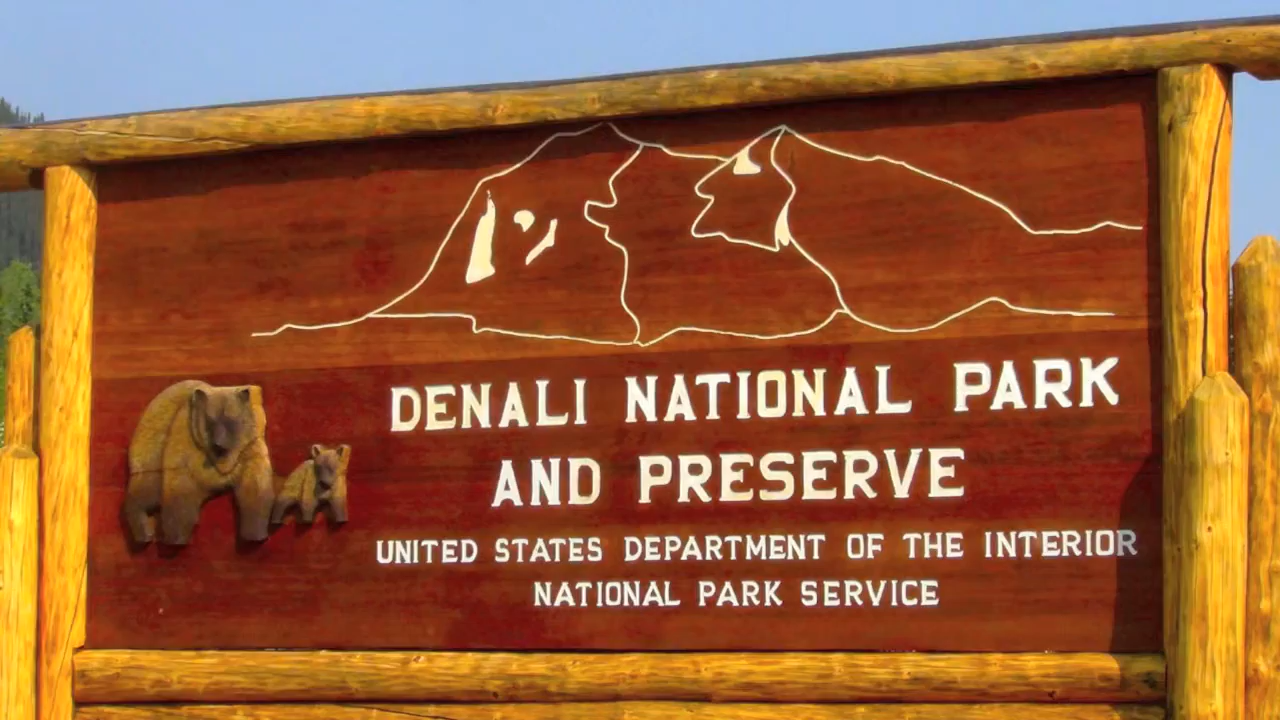 DENALI NATIONAL PARK
AND PRESERVE
UNITED STATES DEPARTMENT OF THE INTERIOR
NATIONAL PARK SERVICE